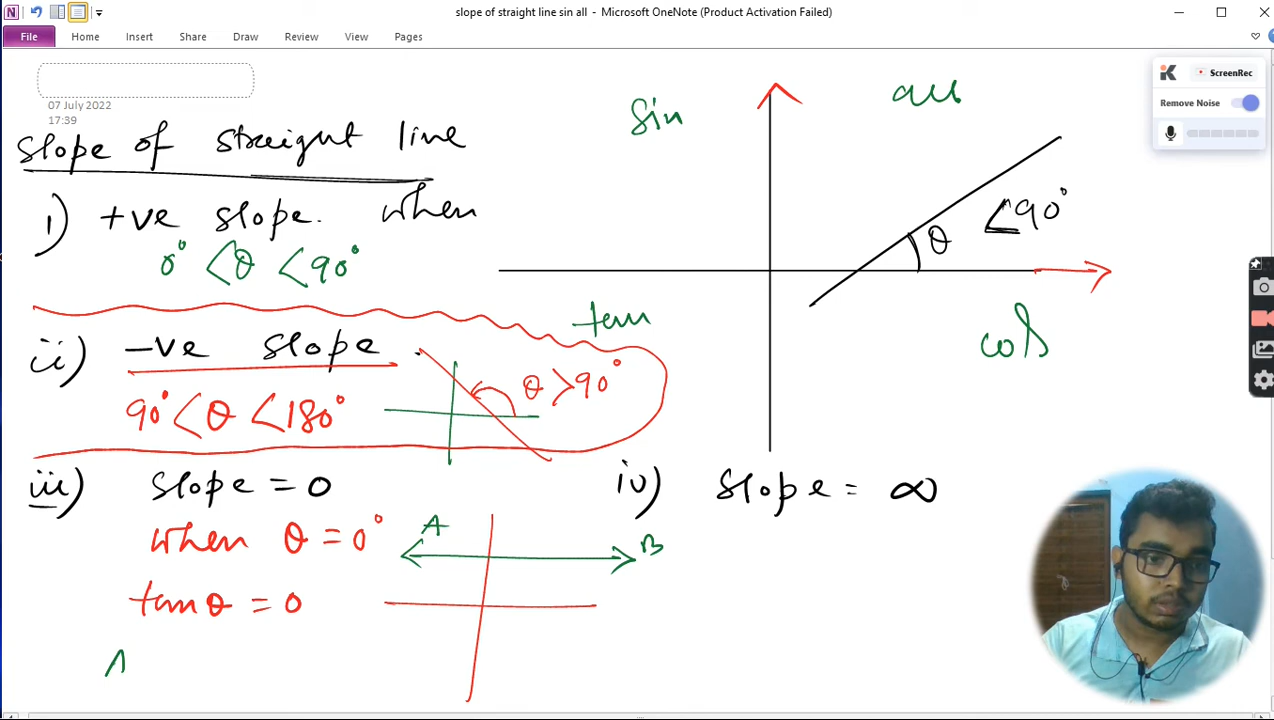 slope of straight line sin all - Microsoft OneNote (Product Activation Failed)
File Home Insert Share Draw Review View Pages
ScreenRec
Remove Noise
07 July 2022
17:39
slope of straight line
i) +ve slope. when
0° < θ < 90°
ii) -ve slope.
90° < θ < 180°
θ > 90°
iii) slope = 0
when θ = 0°
tanθ = 0
A
A B
sin all
tan cos
θ < 90°
iv) slope = ∞